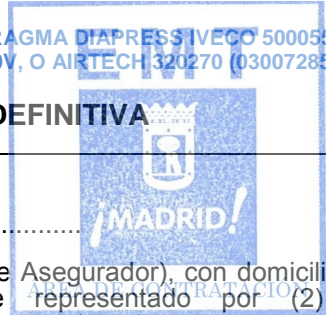 RAGMA DIAPRESS IVECO 500055
OV, O AIRTECH 320270 (03007285
EMT
DEFINITIVA
¡MADRID!
e Asegurador), con domicili
AREA DE CONTRATACION
e representado por (2)